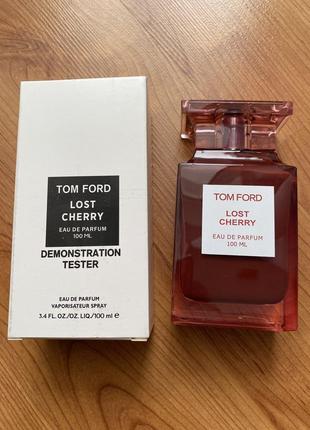 TOM FORD
LOST
CHERRY
EAU DE PARFUM
100 ML
DEMONSTRATION
TESTER
EAU DE PARFUM
VAPORISATEUR SPRAY
3.4 FL. OZ./OZ. LIQ./100 ml ℮
TOM FORD
LOST
CHERRY
EAU DE PARFUM
100 ML